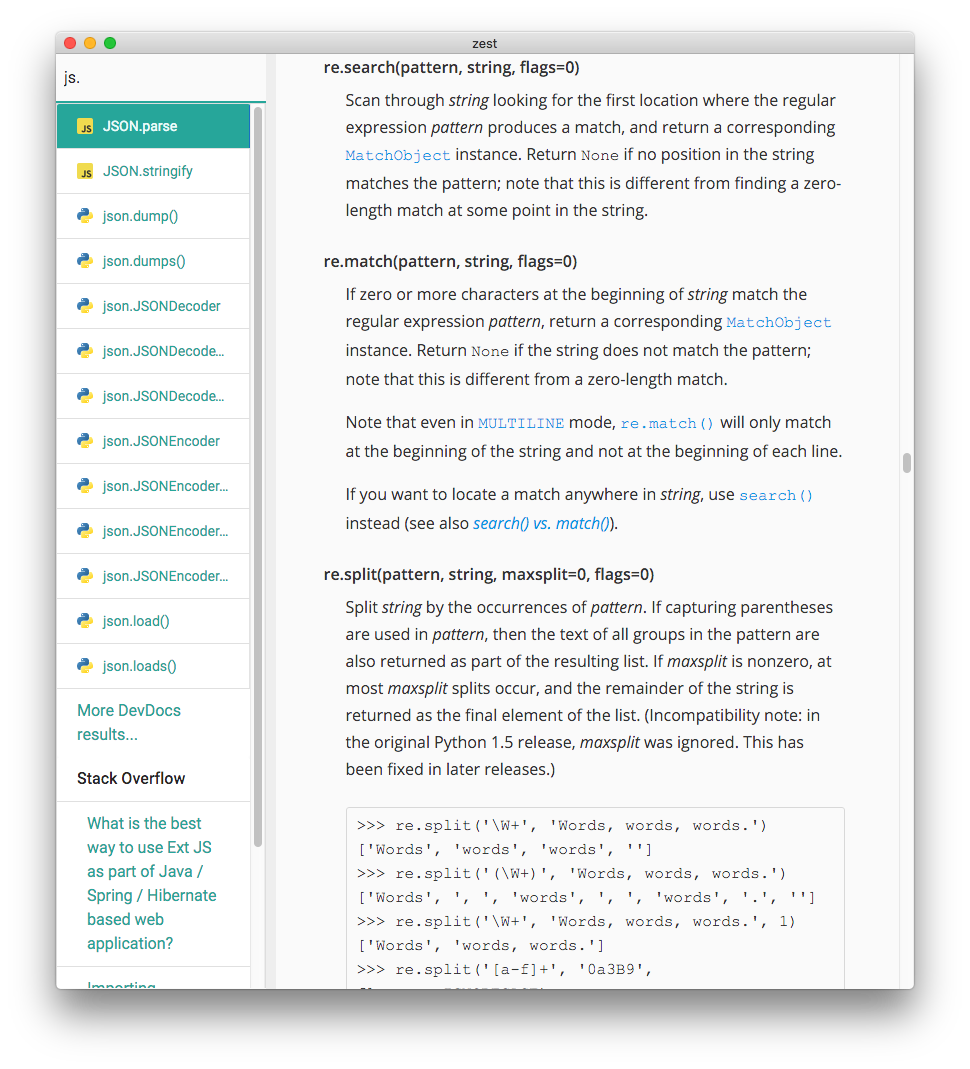 zest
js.
JS JSON.parse
JS JSON.stringify
json.dump()
json.dumps()
json.JSONDecoder
json.JSONDecode...
json.JSONDecode...
json.JSONEncoder
json.JSONEncoder...
json.JSONEncoder...
json.JSONEncoder...
json.load()
json.loads()
More DevDocs
results...
Stack Overflow
What is the best
way to use Ext JS
as part of Java /
Spring / Hibernate
based web
application?
Importing
re.search(pattern, string, flags=0)
Scan through string looking for the first location where the regular
expression pattern produces a match, and return a corresponding
MatchObject instance. Return None if no position in the string
matches the pattern; note that this is different from finding a zero-
length match at some point in the string.
re.match(pattern, string, flags=0)
If zero or more characters at the beginning of string match the
regular expression pattern, return a corresponding MatchObject
instance. Return None if the string does not match the pattern;
note that this is different from a zero-length match.
Note that even in MULTILINE mode, re.match() will only match
at the beginning of the string and not at the beginning of each line.
If you want to locate a match anywhere in string, use search()
instead (see also search() vs. match()).
re.split(pattern, string, maxsplit=0, flags=0)
Split string by the occurrences of pattern. If capturing parentheses
are used in pattern, then the text of all groups in the pattern are
also returned as part of the resulting list. If maxsplit is nonzero, at
most maxsplit splits occur, and the remainder of the string is
returned as the final element of the list. (Incompatibility note: in
the original Python 1.5 release, maxsplit was ignored. This has
been fixed in later releases.)
>>> re.split('\W+', 'Words, words, words.')
['Words', 'words', 'words', '']
>>> re.split('(\W+)', 'Words, words, words.')
['Words', ', ', 'words', ', ', 'words', '.', '']
>>> re.split('\W+', 'Words, words, words.', 1)
['Words', 'words, words.']
>>> re.split('[a-f]+', '0a3B9',